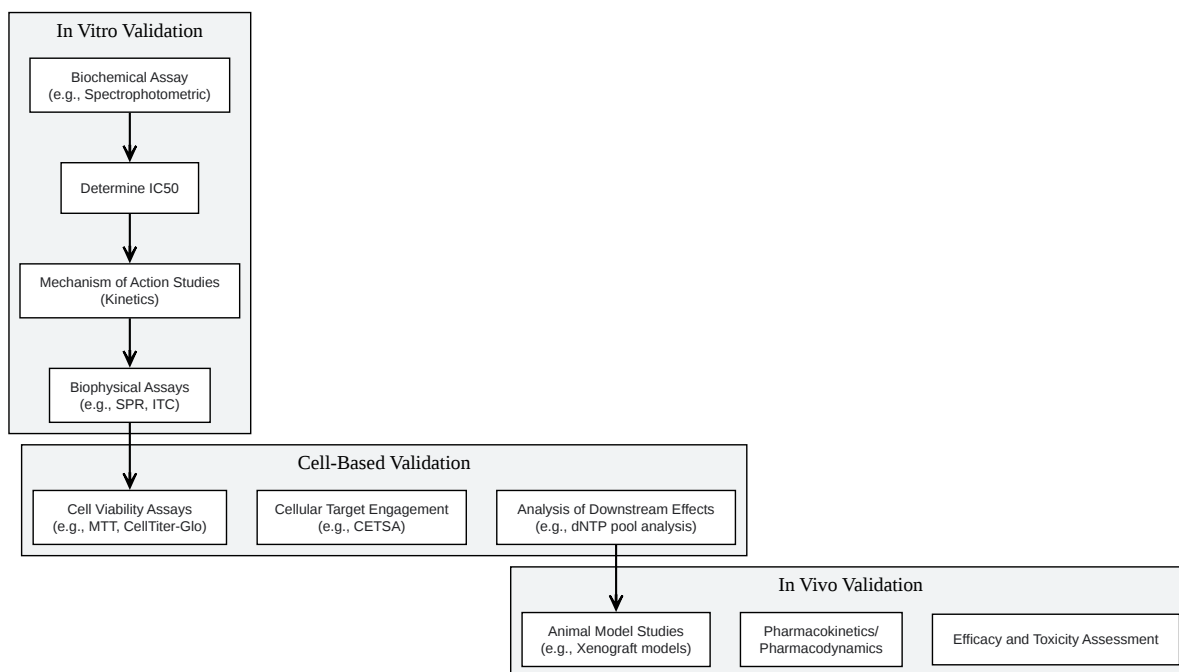 In Vitro Validation
Biochemical Assay
(e.g., Spectrophotometric)
Determine IC50
Mechanism of Action Studies
(Kinetics)
Biophysical Assays
(e.g., SPR, ITC)
Cell-Based Validation
Cell Viability Assays
(e.g., MTT, CellTiter-Glo)
Cellular Target Engagement
(e.g., CETSA)
Analysis of Downstream Effects
(e.g., dNTP pool analysis)
In Vivo Validation
Animal Model Studies
(e.g., Xenograft models)
Pharmacokinetics/
Pharmacodynamics
Efficacy and Toxicity Assessment